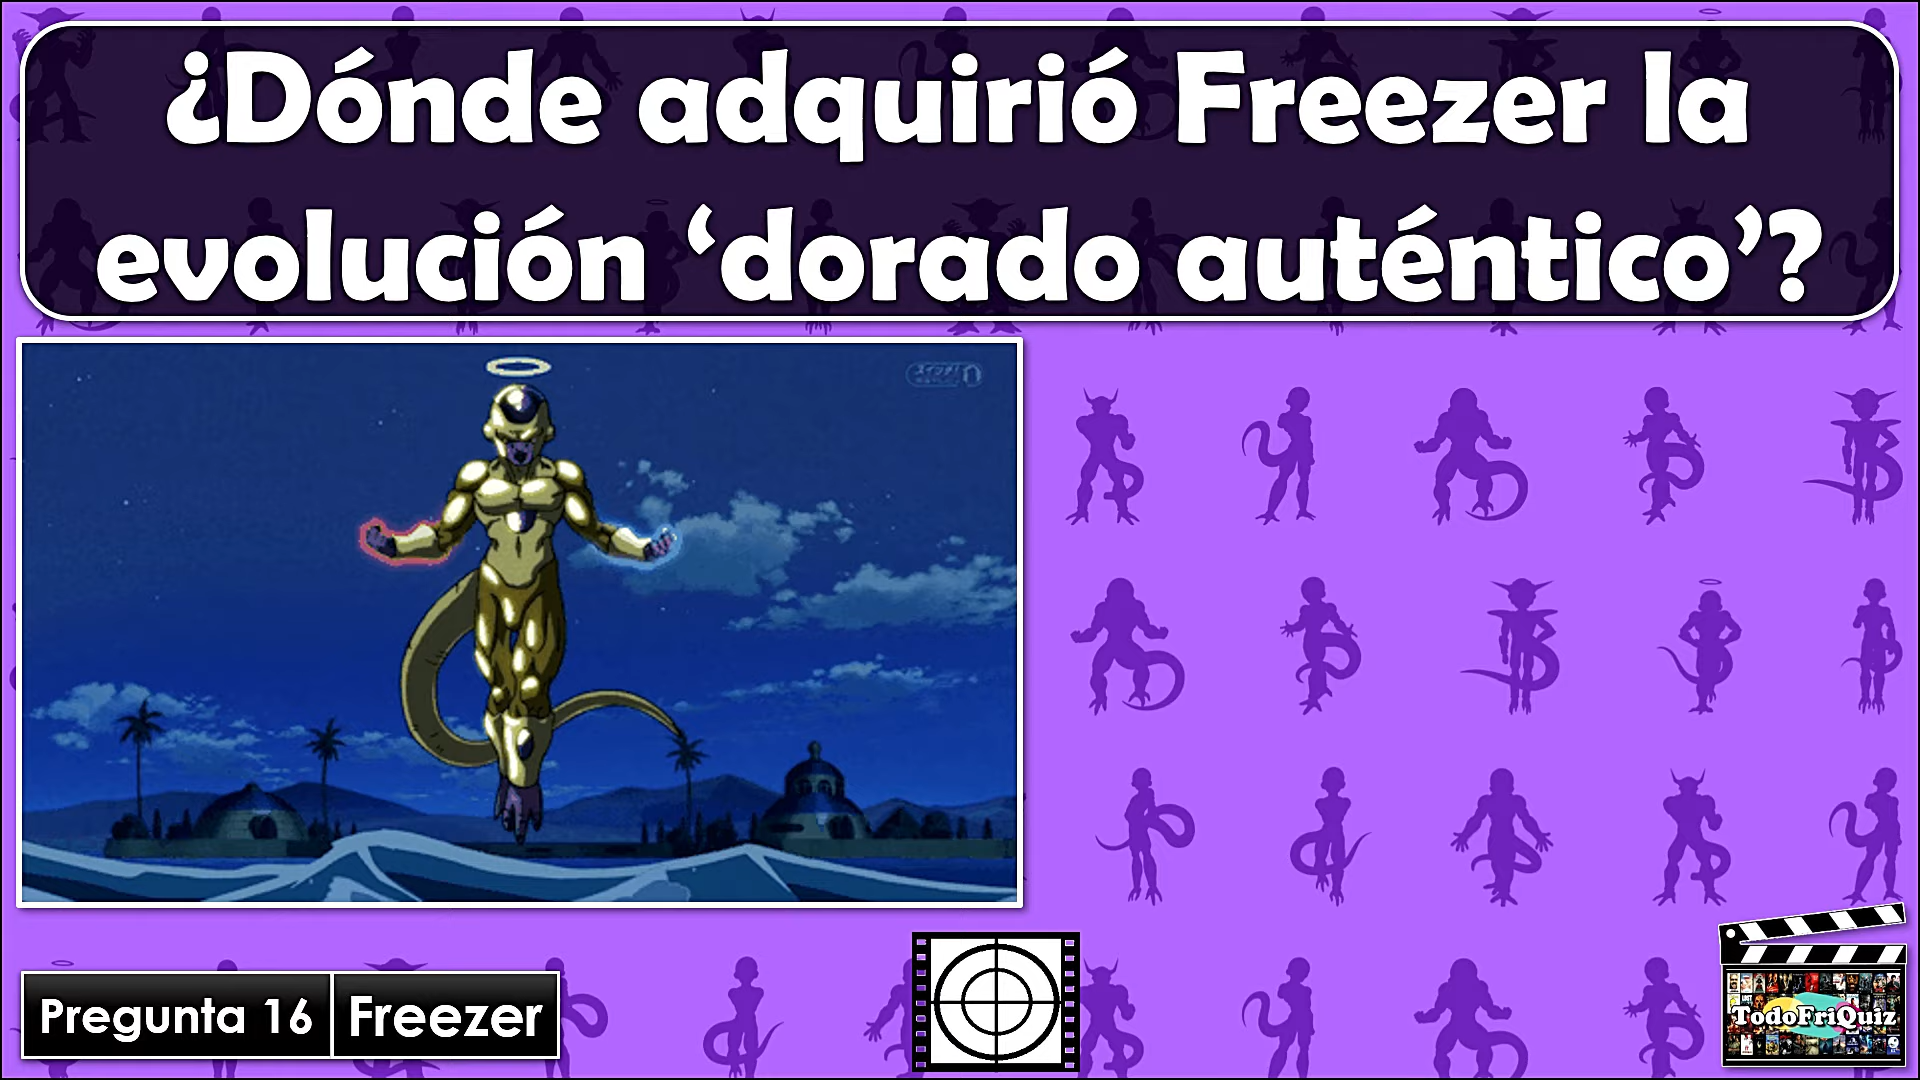 ¿Dónde adquirió Freezer la
evolución ‘dorado auténtico’?
Pregunta 16
Freezer
TodoFriQuiz